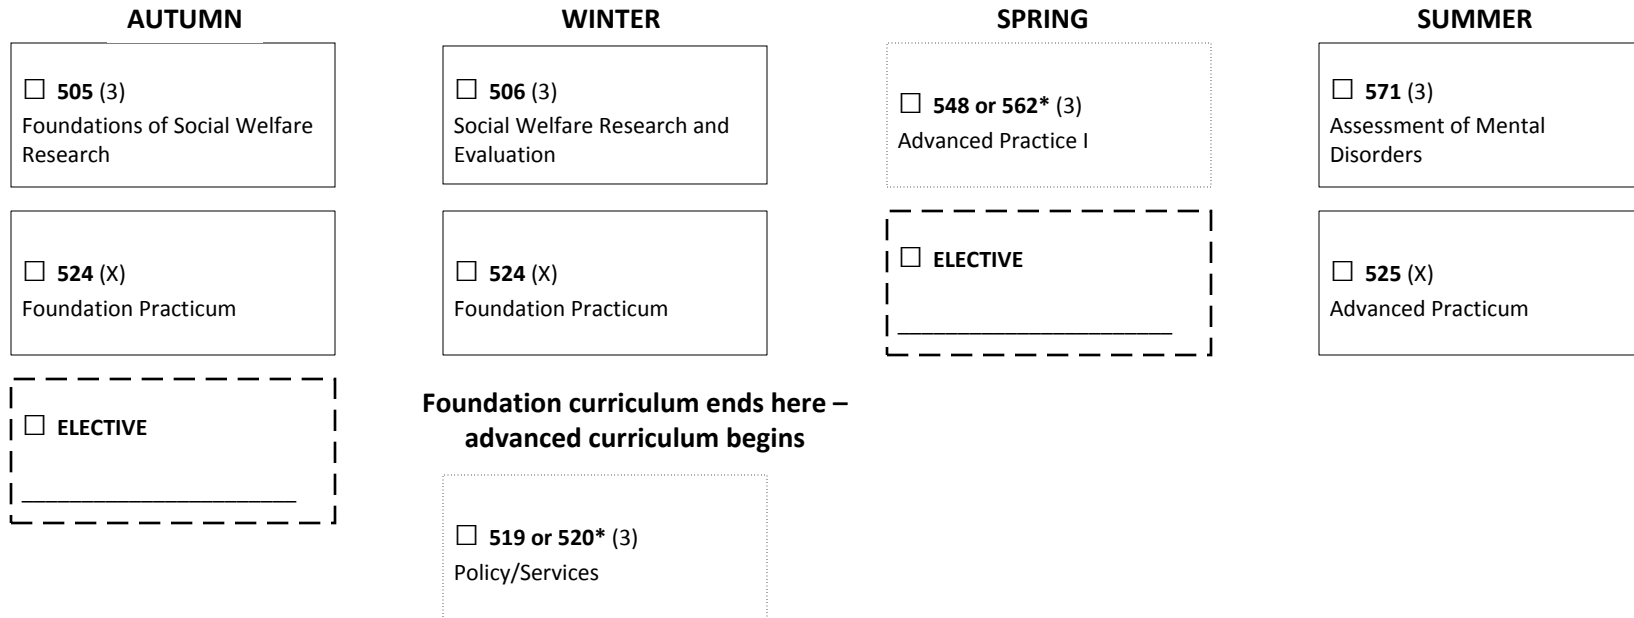 AUTUMN
☐ 505 (3)
Foundations of Social Welfare
Research
☐ 524 (X)
Foundation Practicum
☐ ELECTIVE
_________________________
WINTER
☐ 506 (3)
Social Welfare Research and
Evaluation
☐ 524 (X)
Foundation Practicum
Foundation curriculum ends here –
advanced curriculum begins
☐ 519 or 520* (3)
Policy/Services
SPRING
☐ 548 or 562* (3)
Advanced Practice I
☐ ELECTIVE
_________________________
SUMMER
☐ 571 (3)
Assessment of Mental
Disorders
☐ 525 (X)
Advanced Practicum